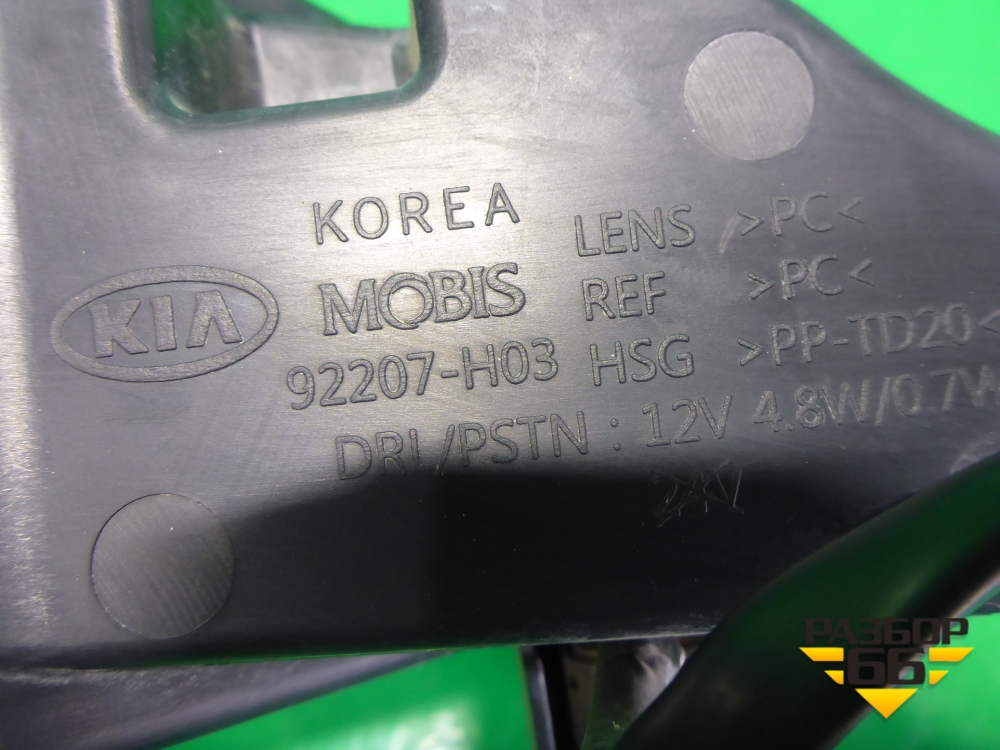 KOREA
KIA
MOBIS
92207-H03
LENS >PC<
REF >PC<
HSG >PP-TD20<
DRL/PSTN : 12V 4.8W/0.7W
РАЗБОР
66